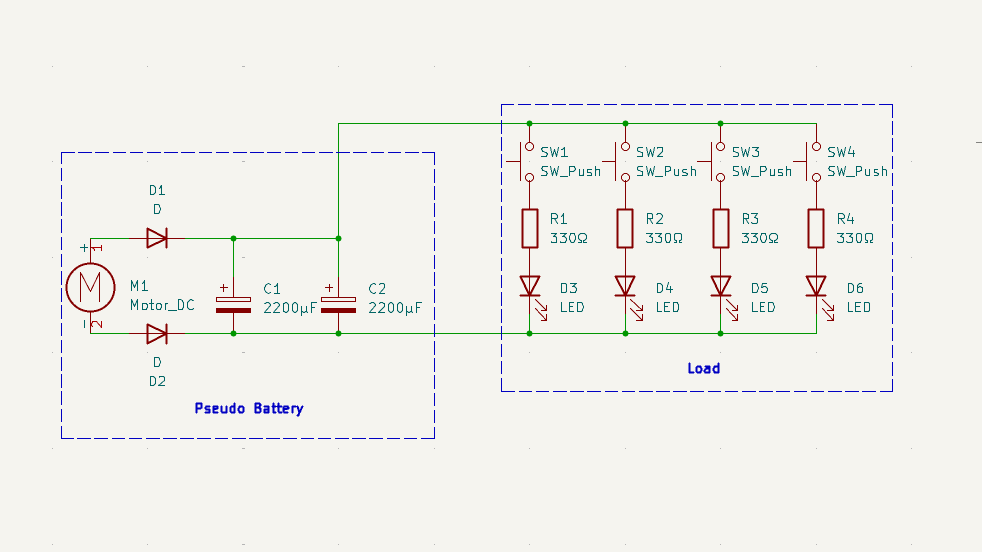 D1
D
+
1
M
M1
Motor_DC
-
2
D
D2
+
C1
2200µF
+
C2
2200µF
Pseudo Battery
SW1
SW_Push
SW2
SW_Push
SW3
SW_Push
SW4
SW_Push
R1
330Ω
R2
330Ω
R3
330Ω
R4
330Ω
D3
LED
D4
LED
D5
LED
D6
LED
Load